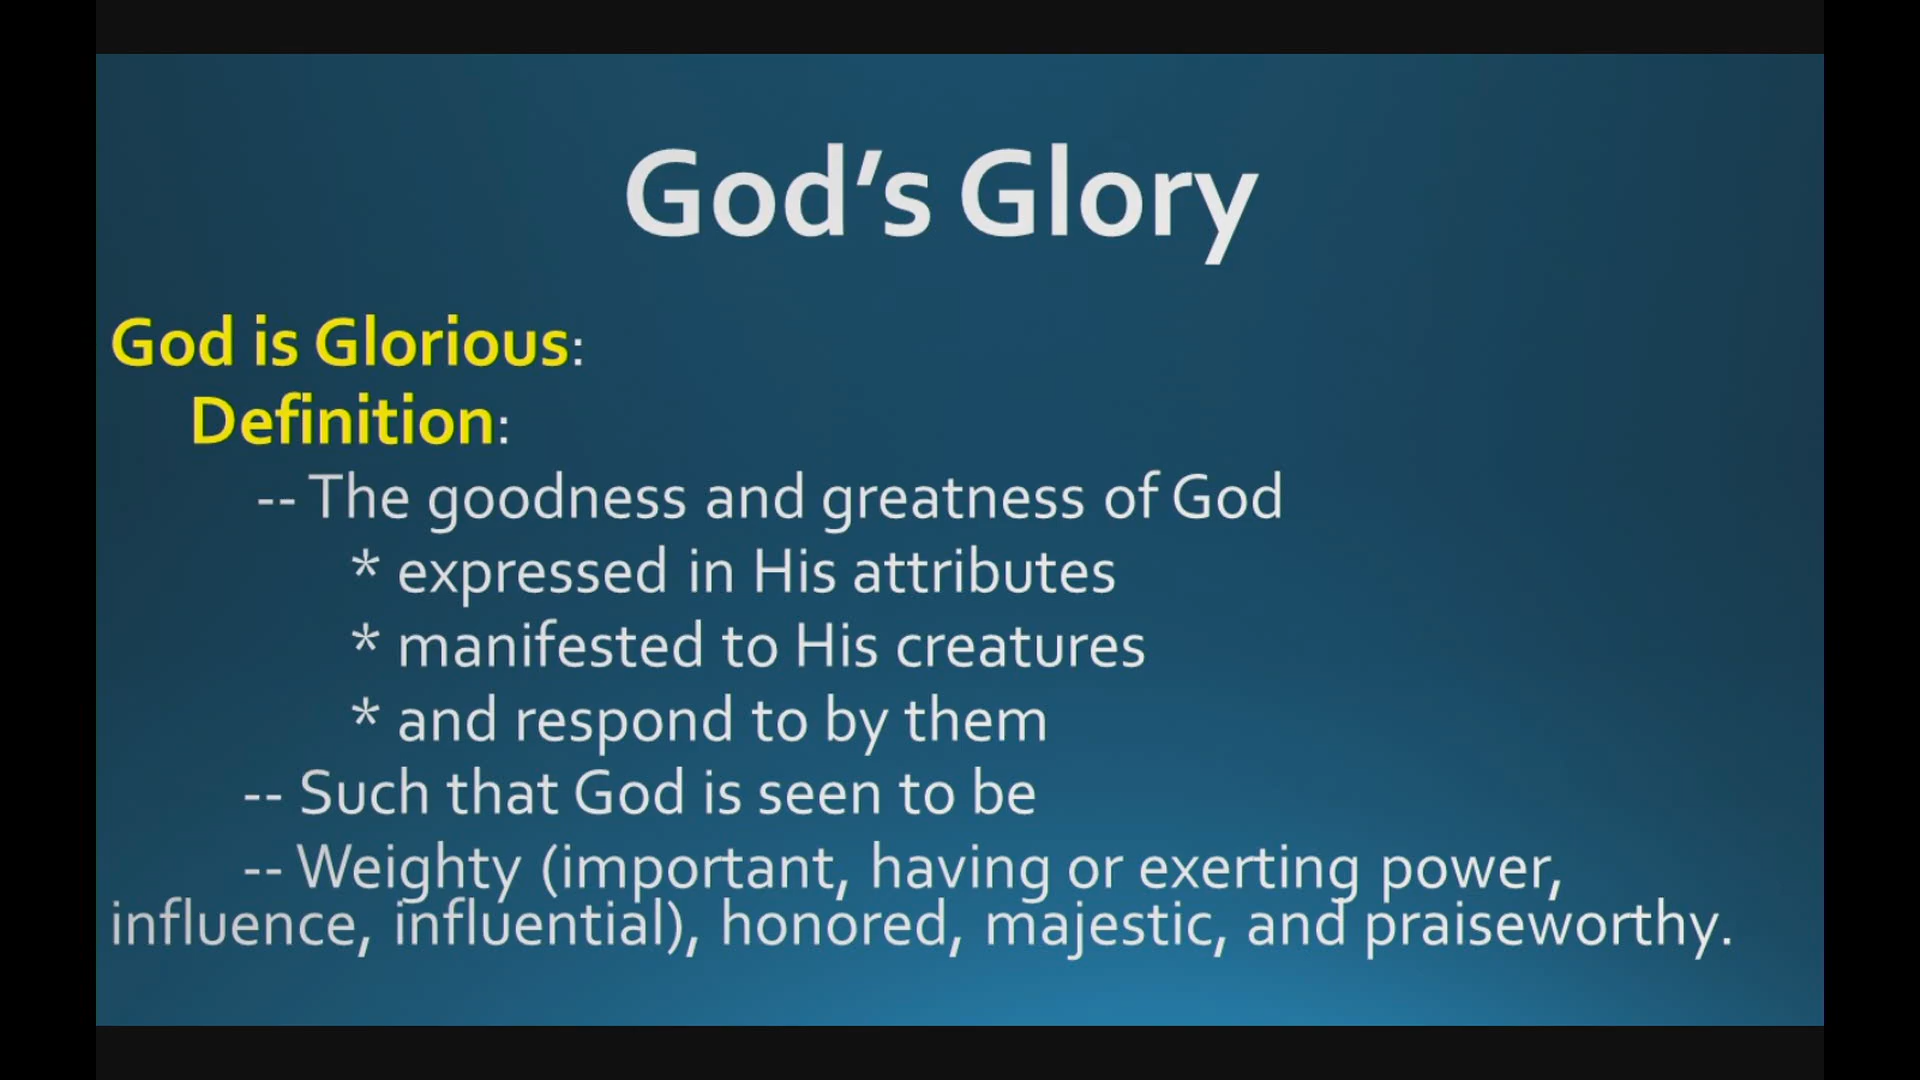 God’s Glory
God is Glorious:
Definition:
-- The goodness and greatness of God
* expressed in His attributes
* manifested to His creatures
* and respond to by them
-- Such that God is seen to be
-- Weighty (important, having or exerting power,
influence, influential), honored, majestic, and praiseworthy.